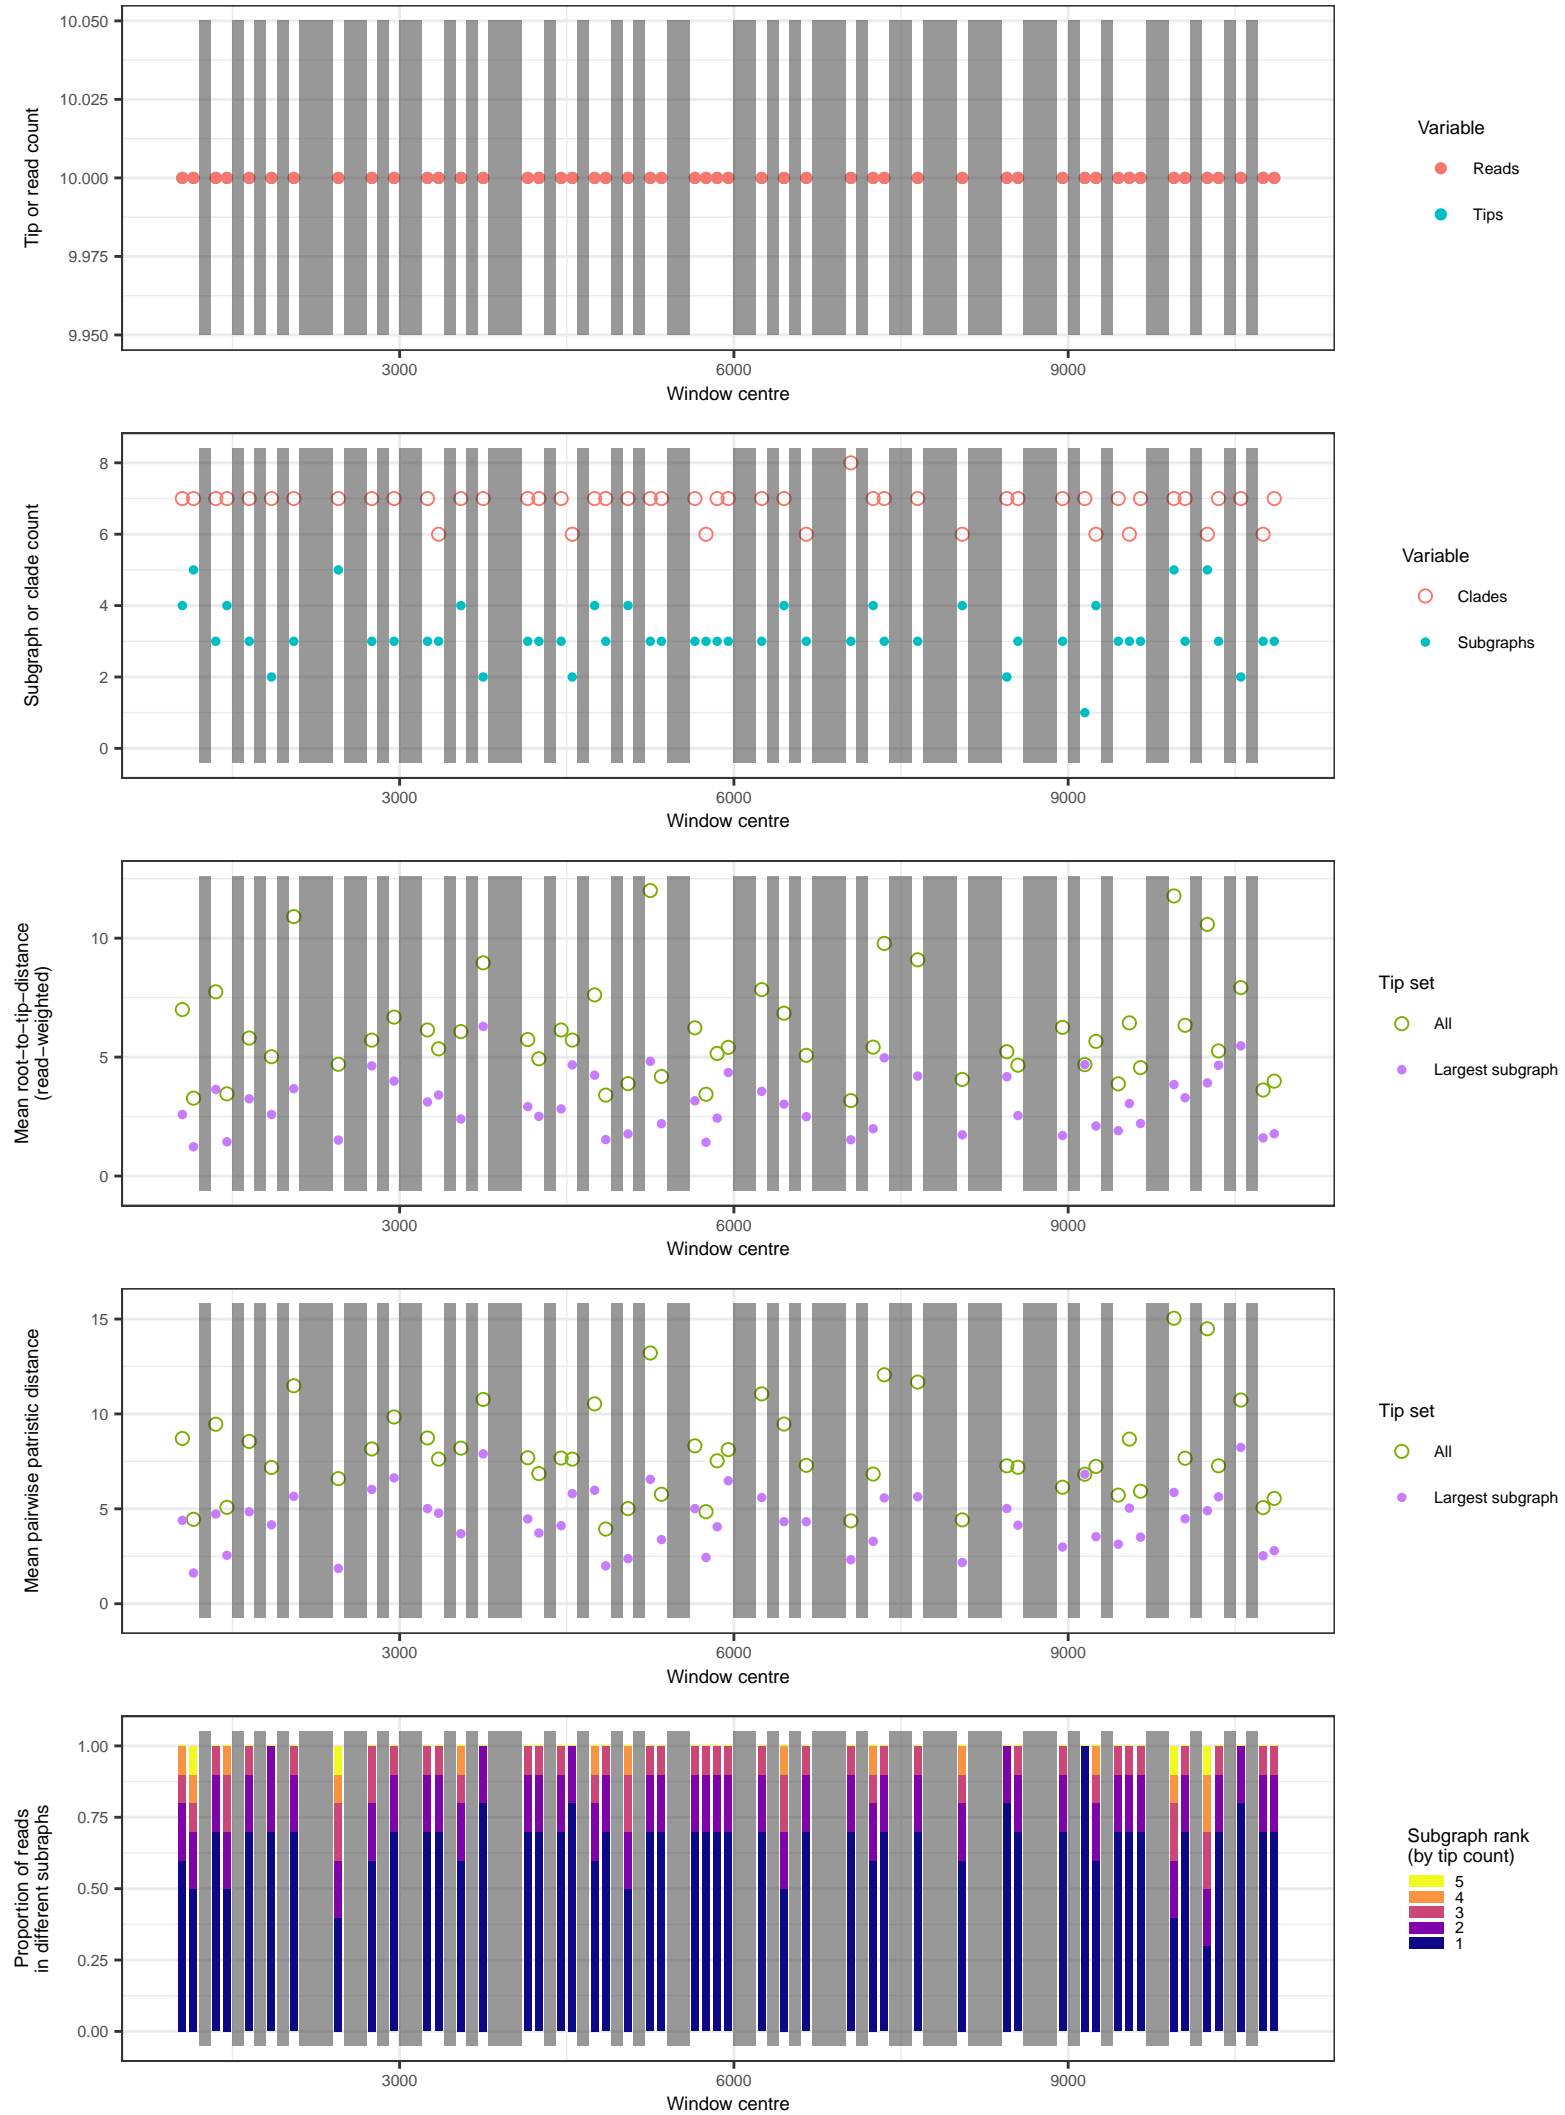 10.050
10.025
10.000
9.975
9.950
Tip or read count
3000
6000
9000
Window centre
Variable
Reads
Tips
8
6
4
2
0
Subgraph or clade count
3000
6000
9000
Window centre
Variable
Clades
Subgraphs
10
5
0
Mean root−to−tip−distance
(read−weighted)
3000
6000
9000
Window centre
Tip set
All
Largest subgraph
15
10
5
0
Mean pairwise patristic distance
3000
6000
9000
Window centre
Tip set
All
Largest subgraph
1.00
0.75
0.50
0.25
0.00
Proportion of reads
in different subraphs
3000
6000
9000
Window centre
Subgraph rank
(by tip count)
5
4
3
2
1